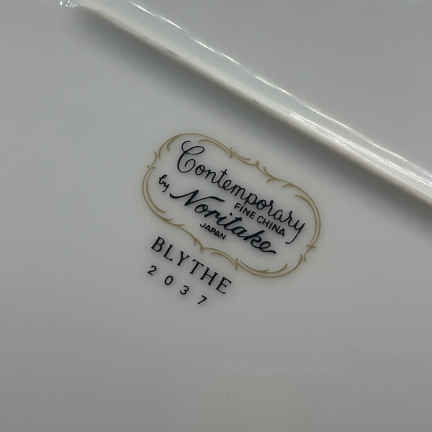 Contemporary
FINE CHINA
by Noritake
JAPAN
BLYTHE
2037